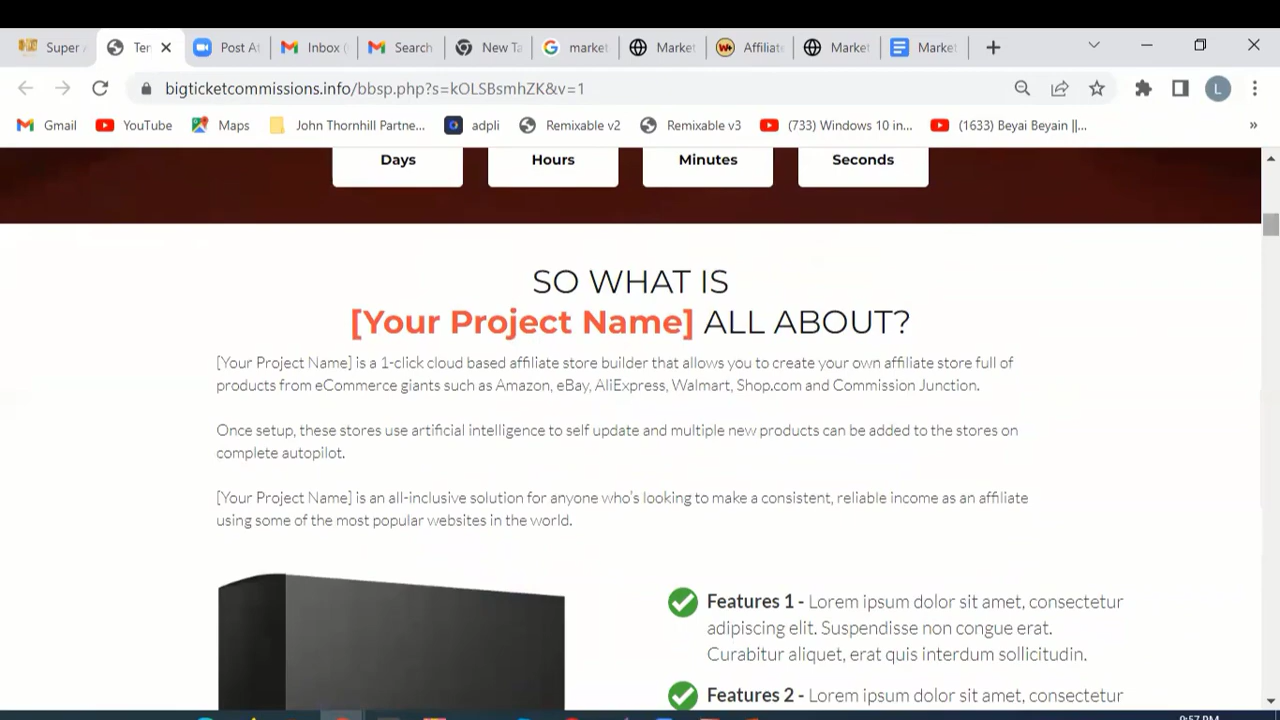 Super
Ter
Post At
Inbox (
Search
New Ta
market
Market
Affiliate
Market
Market
bigticketcommissions.info/bbsp.php?s=kOLSBsmhZK&v=1
L
Gmail
YouTube
Maps
John Thornhill Partne...
adpli
Remixable v2
Remixable v3
(733) Windows 10 in...
(1633) Beyai Beyain ||...
»
Days
Hours
Minutes
Seconds
SO WHAT IS
[Your Project Name] ALL ABOUT?
[Your Project Name] is a 1-click cloud based affiliate store builder that allows you to create your own affiliate store full of
products from eCommerce giants such as Amazon, eBay, AliExpress, Walmart, Shop.com and Commission Junction.
Once setup, these stores use artificial intelligence to self update and multiple new products can be added to the stores on
complete autopilot.
[Your Project Name] is an all-inclusive solution for anyone who's looking to make a consistent, reliable income as an affiliate
using some of the most popular websites in the world.
Features 1 - Lorem ipsum dolor sit amet, consectetur
adipiscing elit. Suspendisse non congue erat.
Curabitur aliquet, erat quis interdum sollicitudin.
Features 2 - Lorem ipsum dolor sit amet, consectetur